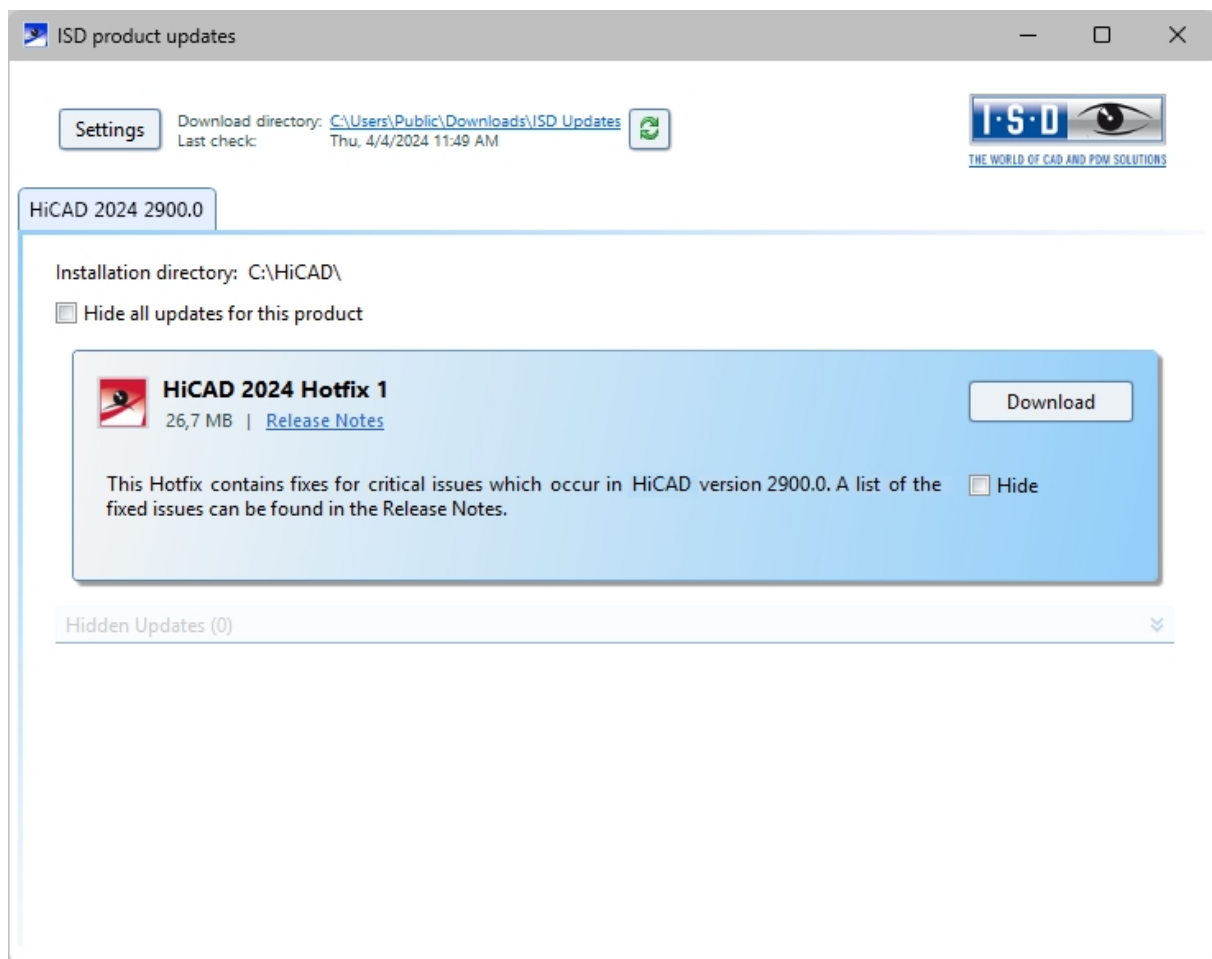 ISD product updates
Settings
Download directory: C:\Users\Public\Downloads\ISD Updates
Last check: Thu, 4/4/2024 11:49 AM
I·S·D
THE WORLD OF CAD AND PDM SOLUTIONS
HiCAD 2024 2900.0
Installation directory: C:\HiCAD\
Hide all updates for this product
HiCAD 2024 Hotfix 1
26,7 MB | Release Notes
Download
This Hotfix contains fixes for critical issues which occur in HiCAD version 2900.0. A list of the
fixed issues can be found in the Release Notes.
Hide
Hidden Updates (0)